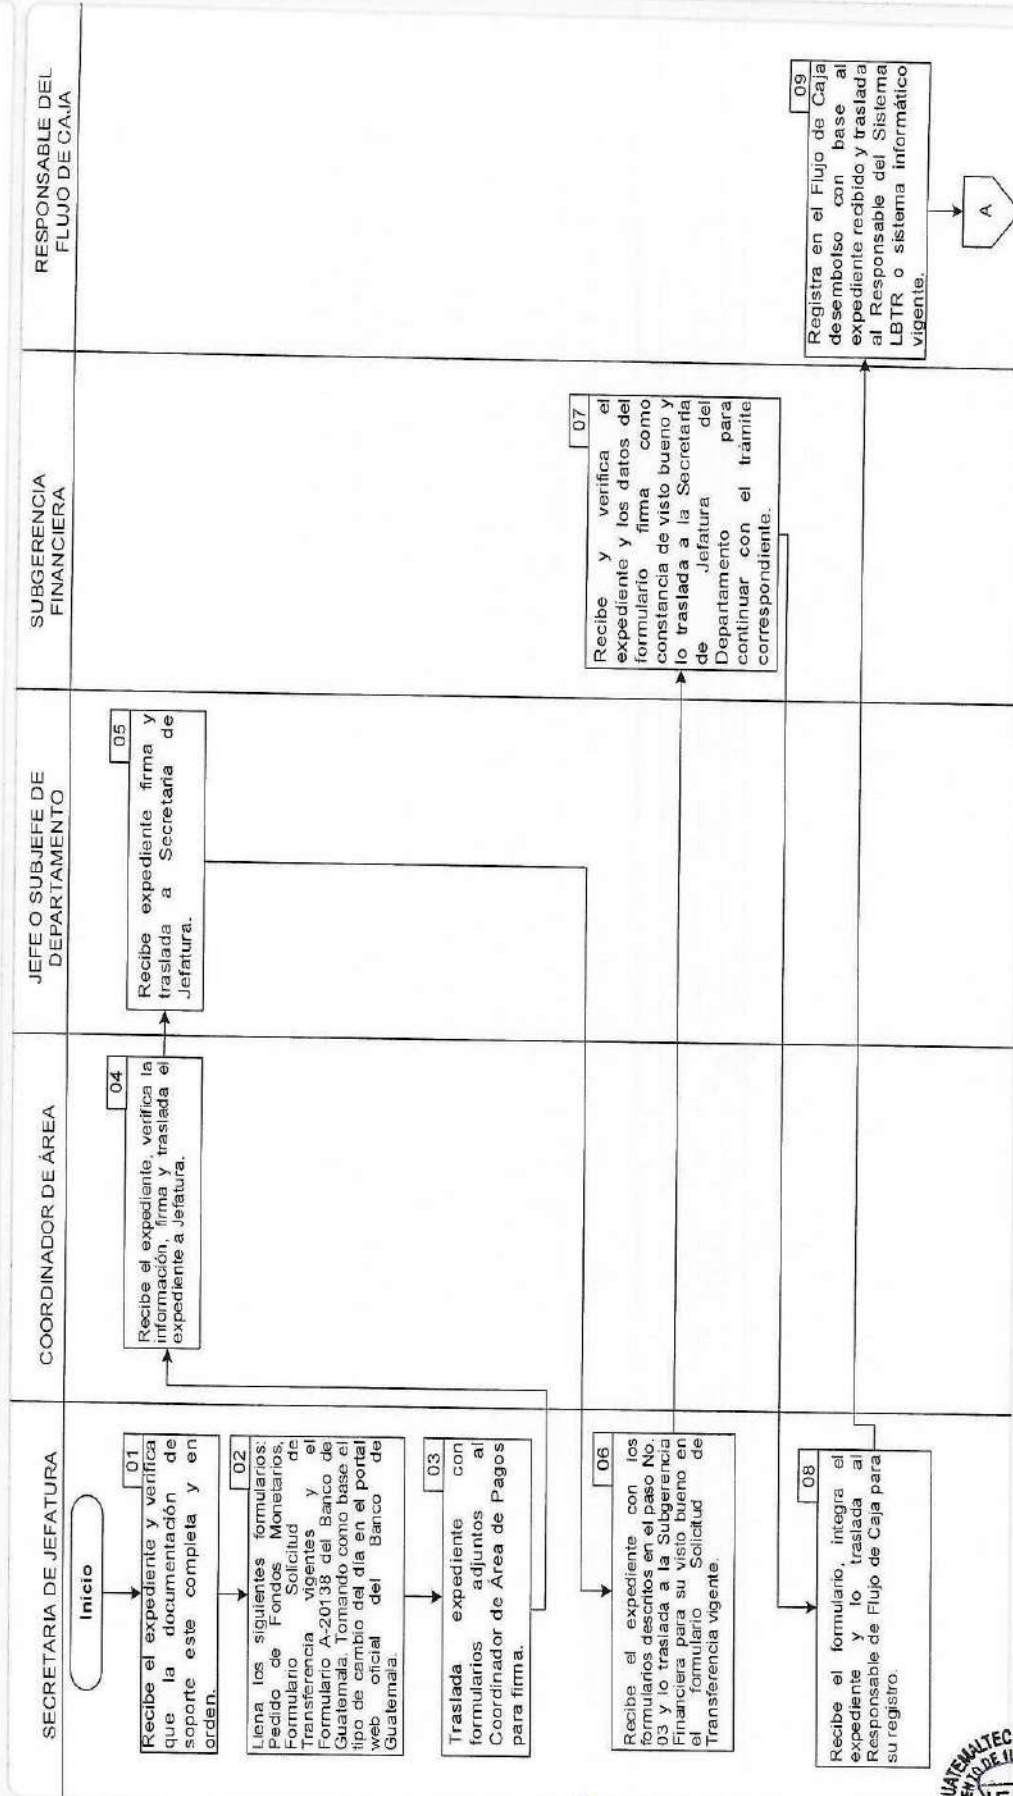 SECRETARIA DE JEFATURA
COORDINADOR DE ÁREA
JEFE O SUBJEFE DE
DEPARTAMENTO
SUBGERENCIA
FINANCIERA
RESPONSABLE DEL
FLUJO DE CAJA
Inicio
01
Recibe el expediente y verifica
que la documentación de
soporte este completa y en
orden.
02
Llena los siguientes formularios:
Pedido de Fondos Monetarios,
Formulario Solicitud de
Transferencia vigentes y el
Formulario A-20138 del Banco de
Guatemala. Tomando como base el
tipo de cambio del día en el portal
web oficial del Banco de
Guatemala.
03
Traslada expediente con
formularios adjuntos al
Coordinador de Área de Pagos
para firma.
04
Recibe el expediente, verifica la
información, firma y traslada el
expediente a Jefatura.
05
Recibe expediente firma y
traslada a Secretaria de
Jefatura.
06
Recibe el expediente con los
formularios descritos en el paso No.
03 y lo traslada a la Subgerencia
Financiera para su visto bueno en
el formulario Solicitud de
Transferencia vigente.
07
Recibe y verifica el
expediente y los datos del
formulario firma como
constancia de visto bueno y
lo traslada a la Secretaria
de Jefatura del
Departamento para
continuar con el trámite
correspondiente.
08
Recibe el formulario, integra el
expediente y lo traslada al
Responsable de Flujo de Caja para
su registro.
09
Registra en el Flujo de Caja
desembolso con base al
expediente recibido y traslada
al Responsable del Sistema
LBTR o sistema informático
vigente.
A